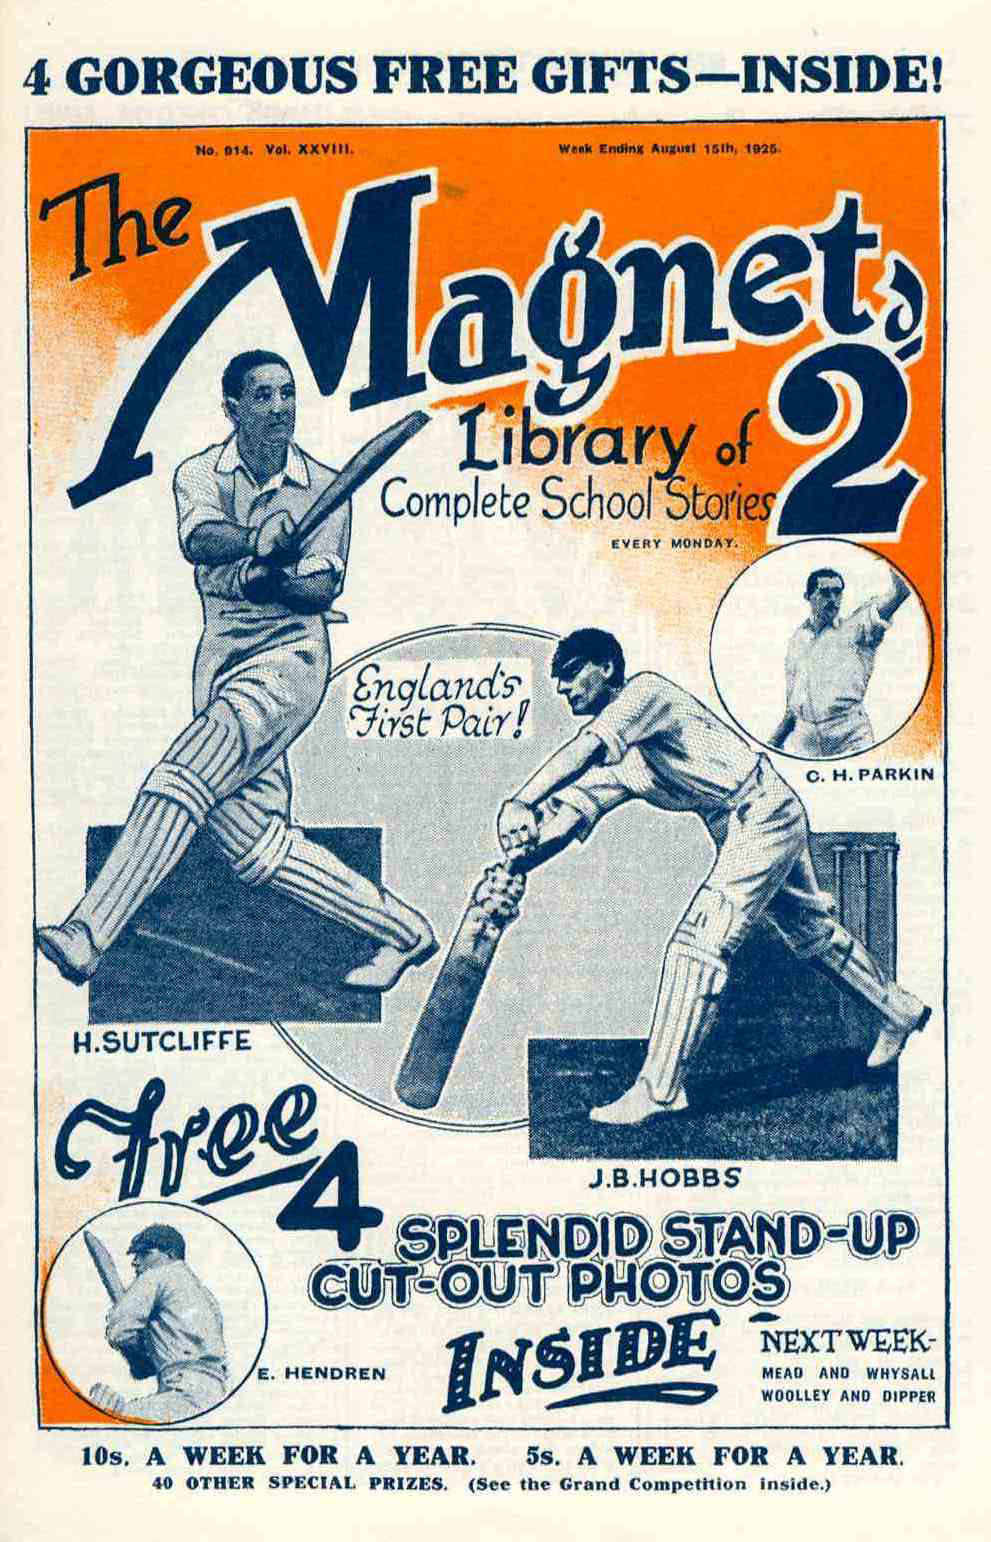 4 GORGEOUS FREE GIFTS—INSIDE!
No. 914. Vol. XXVIII. Week Ending August 15th, 1925.
The Magnet 2D.
Library of
Complete School Stories
EVERY MONDAY.
England's
First Pair!
C. H. PARKIN
H. SUTCLIFFE
J. B. HOBBS
Free 4
SPLENDID STAND-UP
CUT-OUT PHOTOS
INSIDE
E. HENDREN
NEXT WEEK-
MEAD AND WHYSALL
WOOLLEY AND DIPPER
10s. A WEEK FOR A YEAR. 5s. A WEEK FOR A YEAR.
40 OTHER SPECIAL PRIZES. (See the Grand Competition inside.)